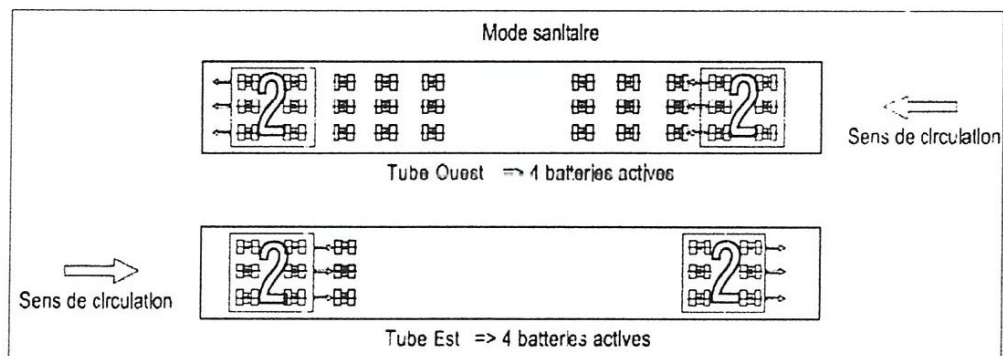 Mode sanitaire
2 2
Sens de circulation
Tube Ouest => 4 batteries actives
2 2
Sens de circulation
Tube Est => 4 batteries actives